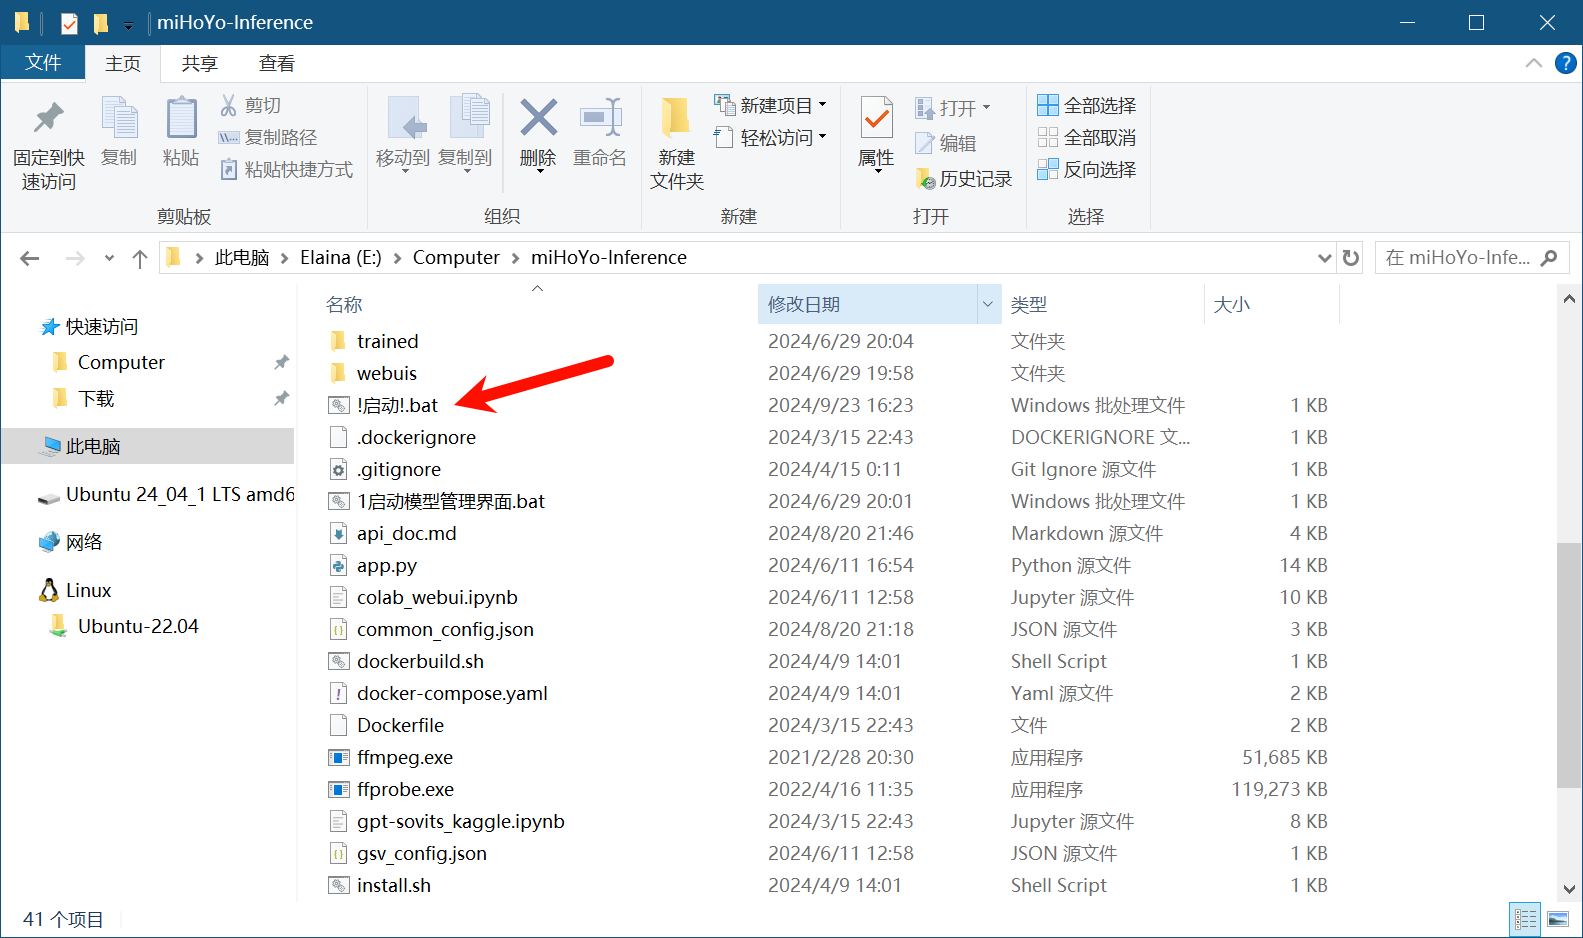 miHoYo-Inference
文件 主页 共享 查看
固定到快速访问
复制
粘贴
剪切
复制路径
粘贴快捷方式
剪贴板
移动到
复制到
删除
重命名
组织
新建文件夹
新建项目
轻松访问
新建
属性
打开
编辑
历史记录
打开
全部选择
全部取消
反向选择
选择
此电脑 Elaina (E:) Computer miHoYo-Inference
在 miHoYo-Infe...
快速访问
Computer
下载
此电脑
Ubuntu 24_04_1 LTS amd6
网络
Linux
Ubuntu-22.04
名称 修改日期 类型 大小
trained 2024/6/29 20:04 文件夹
webuis 2024/6/29 19:58 文件夹
!启动!.bat 2024/9/23 16:23 Windows 批处理文件 1 KB
.dockerignore 2024/3/15 22:43 DOCKERIGNORE 文... 1 KB
.gitignore 2024/4/15 0:11 Git Ignore 源文件 1 KB
1启动模型管理界面.bat 2024/6/29 20:01 Windows 批处理文件 1 KB
api_doc.md 2024/8/20 21:46 Markdown 源文件 4 KB
app.py 2024/6/11 16:54 Python 源文件 14 KB
colab_webui.ipynb 2024/6/11 12:58 Jupyter 源文件 10 KB
common_config.json 2024/8/20 21:18 JSON 源文件 3 KB
dockerbuild.sh 2024/4/9 14:01 Shell Script 1 KB
docker-compose.yaml 2024/4/9 14:01 Yaml 源文件 2 KB
Dockerfile 2024/3/15 22:43 文件 2 KB
ffmpeg.exe 2021/2/28 20:30 应用程序 51,685 KB
ffprobe.exe 2022/4/16 11:35 应用程序 119,273 KB
gpt-sovits_kaggle.ipynb 2024/3/15 22:43 Jupyter 源文件 8 KB
gsv_config.json 2024/6/11 12:58 JSON 源文件 1 KB
install.sh 2024/4/9 14:01 Shell Script 1 KB
41 个项目